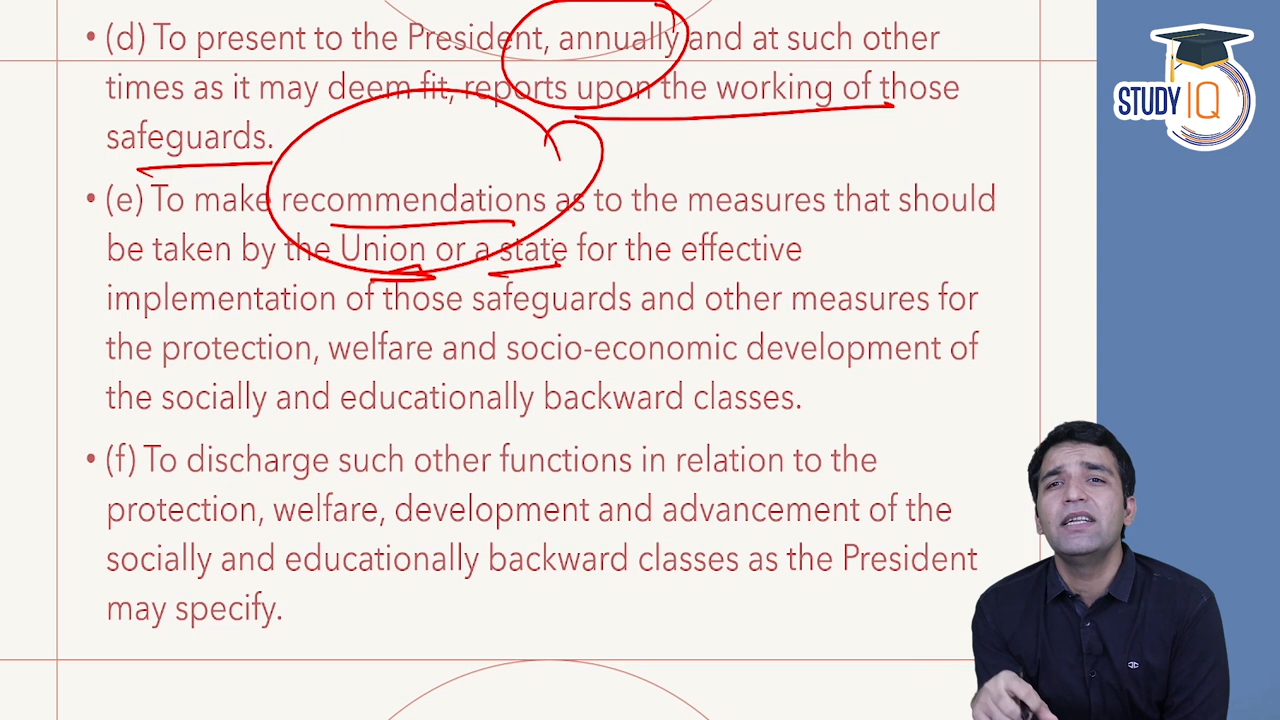 • (d) To present to the President, annually and at such other
times as it may deem fit, reports upon the working of those
safeguards.
• (e) To make recommendations as to the measures that should
be taken by the Union or a state for the effective
implementation of those safeguards and other measures for
the protection, welfare and socio-economic development of
the socially and educationally backward classes.
• (f) To discharge such other functions in relation to the
protection, welfare, development and advancement of the
socially and educationally backward classes as the President
may specify.
STUDY IQ